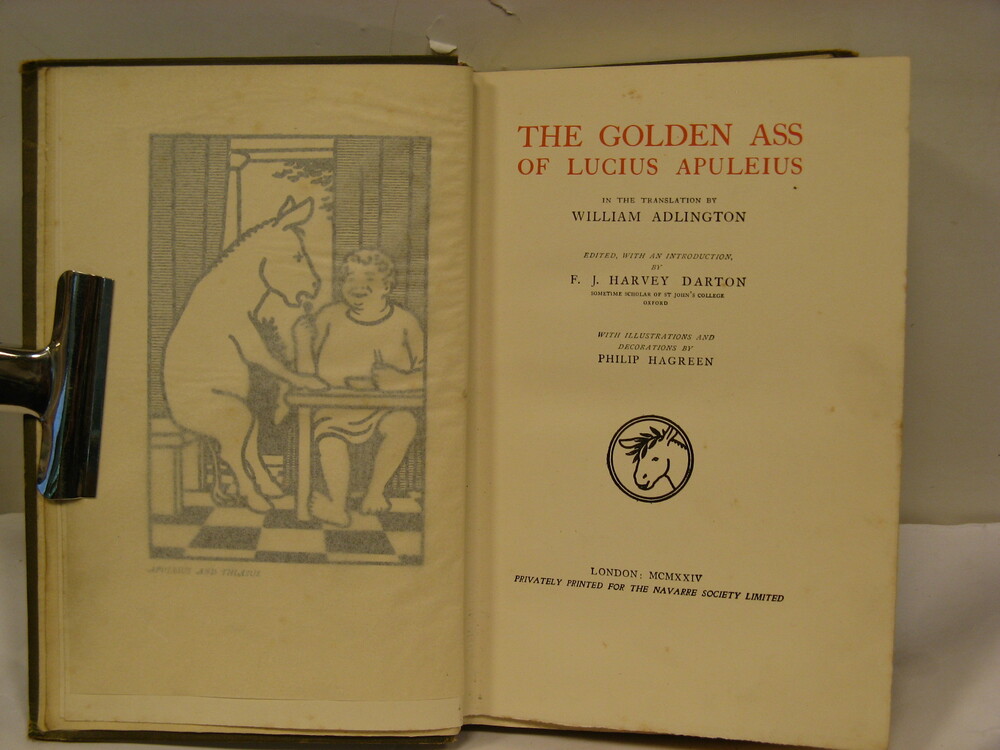 THE GOLDEN ASS
OF LUCIUS APULEIUS
IN THE TRANSLATION BY
WILLIAM ADLINGTON
EDITED, WITH AN INTRODUCTION,
BY
F. J. HARVEY DARTON
SOMETIME SCHOLAR OF ST JOHN'S COLLEGE
OXFORD
WITH ILLUSTRATIONS AND
DECORATIONS BY
PHILIP HAGREEN
LONDON: MCMXXIV
PRIVATELY PRINTED FOR THE NAVARRE SOCIETY LIMITED